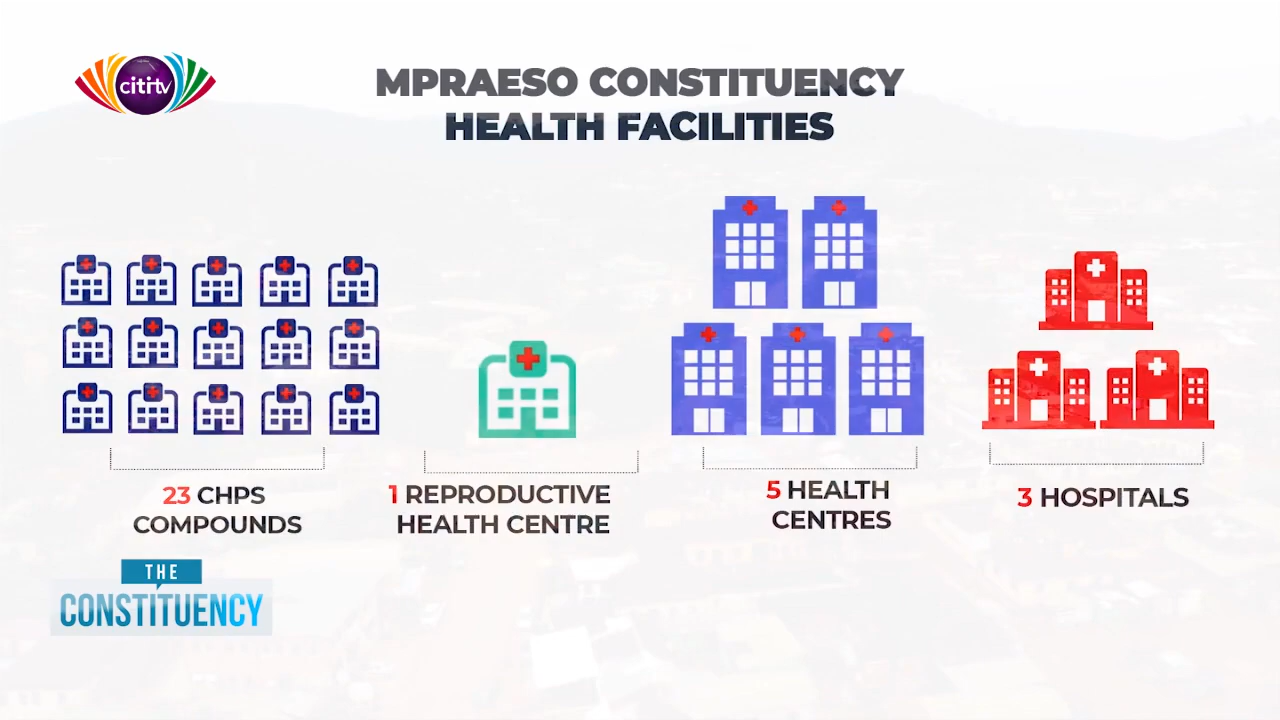 citi tv
MPRAESO CONSTITUENCY
HEALTH FACILITIES
23 CHPS
COMPOUNDS
1 REPRODUCTIVE
HEALTH CENTRE
5 HEALTH
CENTRES
3 HOSPITALS
THE
CONSTITUENCY